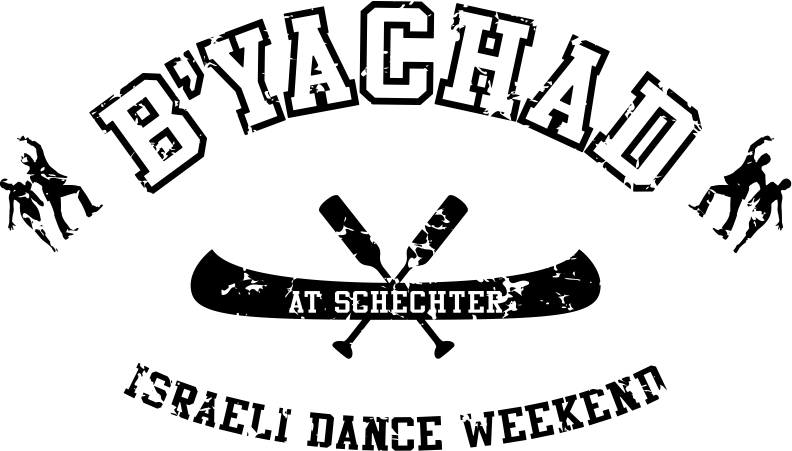 B'YACHAD
AT SCHECHTER
ISRAELI DANCE WEEKEND